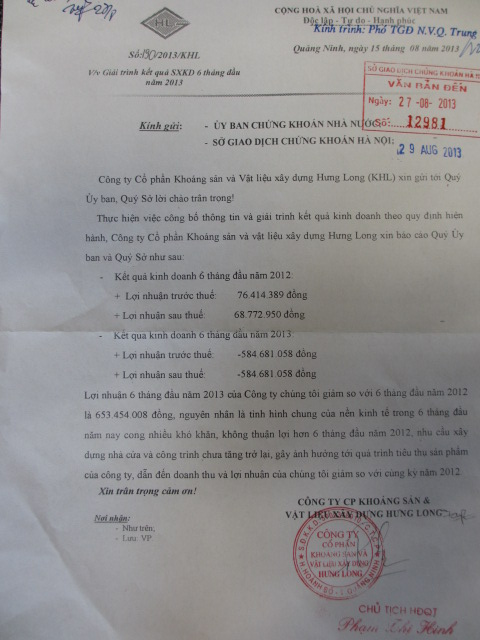 CỘNG HOÀ XÃ HỘI CHỦ NGHĨA VIỆT NAM
KHL
Độc lập - Tự do - Hạnh phúc
Kính trình: Phó TGĐ N.V.Q. Trung
Số:190/2013/KHL
Quảng Ninh, ngày 15 tháng 08 năm 2013
V/v Giải trình kết quả SXKD 6 tháng đầu
năm 2013
SỞ GIAO DỊCH CHỨNG KHOÁN HÀ
VĂN BẢN ĐẾN
Ngày: 27-08-2013
Số: 12981
Kính gửi: - ỦY BAN CHỨNG KHOÁN NHÀ NƯỚC
- SỞ GIAO DỊCH CHỨNG KHOÁN HÀ NỘI;
29 AUG 2013
Công ty Cổ phần Khoáng sản và Vật liệu xây dựng Hưng Long (KHL) xin gửi tới Quý
Ủy ban, Quý Sở lời chào trân trọng!
Thực hiện việc công bố thông tin và giải trình kết quả kinh doanh theo quy định hiện
hành, Công ty Cổ phần Khoáng sản và vật liệu xây dựng Hưng Long xin báo cáo Quý Ủy
ban và Quý Sở như sau:
- Kết quả kinh doanh 6 tháng đầu năm 2012:
+ Lợi nhuận trước thuế: 76.414.389 đồng
+ Lợi nhuận sau thuế: 68.772.950 đồng
- Kết quả kinh doanh 6 tháng đầu năm 2013
+ Lợi nhuận trước thuế: -584.681.058 đồng
+ Lợi nhuận sau thuế: -584.681.058 đồng
Lợi nhuận 6 tháng đầu năm 2013 của Công ty chúng tôi giảm so với 6 tháng đầu năm 2012
là 653.454.008 đồng, nguyên nhân là tình hình chung của nền kinh tế trong 6 tháng đầu
năm nay cong nhiều khó khăn, không thuận lợi hơn 6 tháng đầu năm 2012, nhu cầu xây
dựng nhà cửa và công trình chưa tăng trở lại, gây ảnh hưởng tới quá trình tiêu thụ sản phẩm
của công ty, dẫn đến doanh thu và lợi nhuận của chúng tôi giảm so với cùng kỳ năm 2012
Xin trân trọng cảm ơn!
CÔNG TY CP KHOÁNG SẢN &
VẬT LIỆU XÂY DỰNG HƯNG LONG
Nơi nhận:
- Như trên;
- Lưu: VP
CÔNG TY
CỔ PHẦN
KHOÁNG SẢN VÀ
VẬT LIỆU XÂY DỰNG
HƯNG LONG
CHỦ TỊCH HĐQT
Phạm Thị Hinh